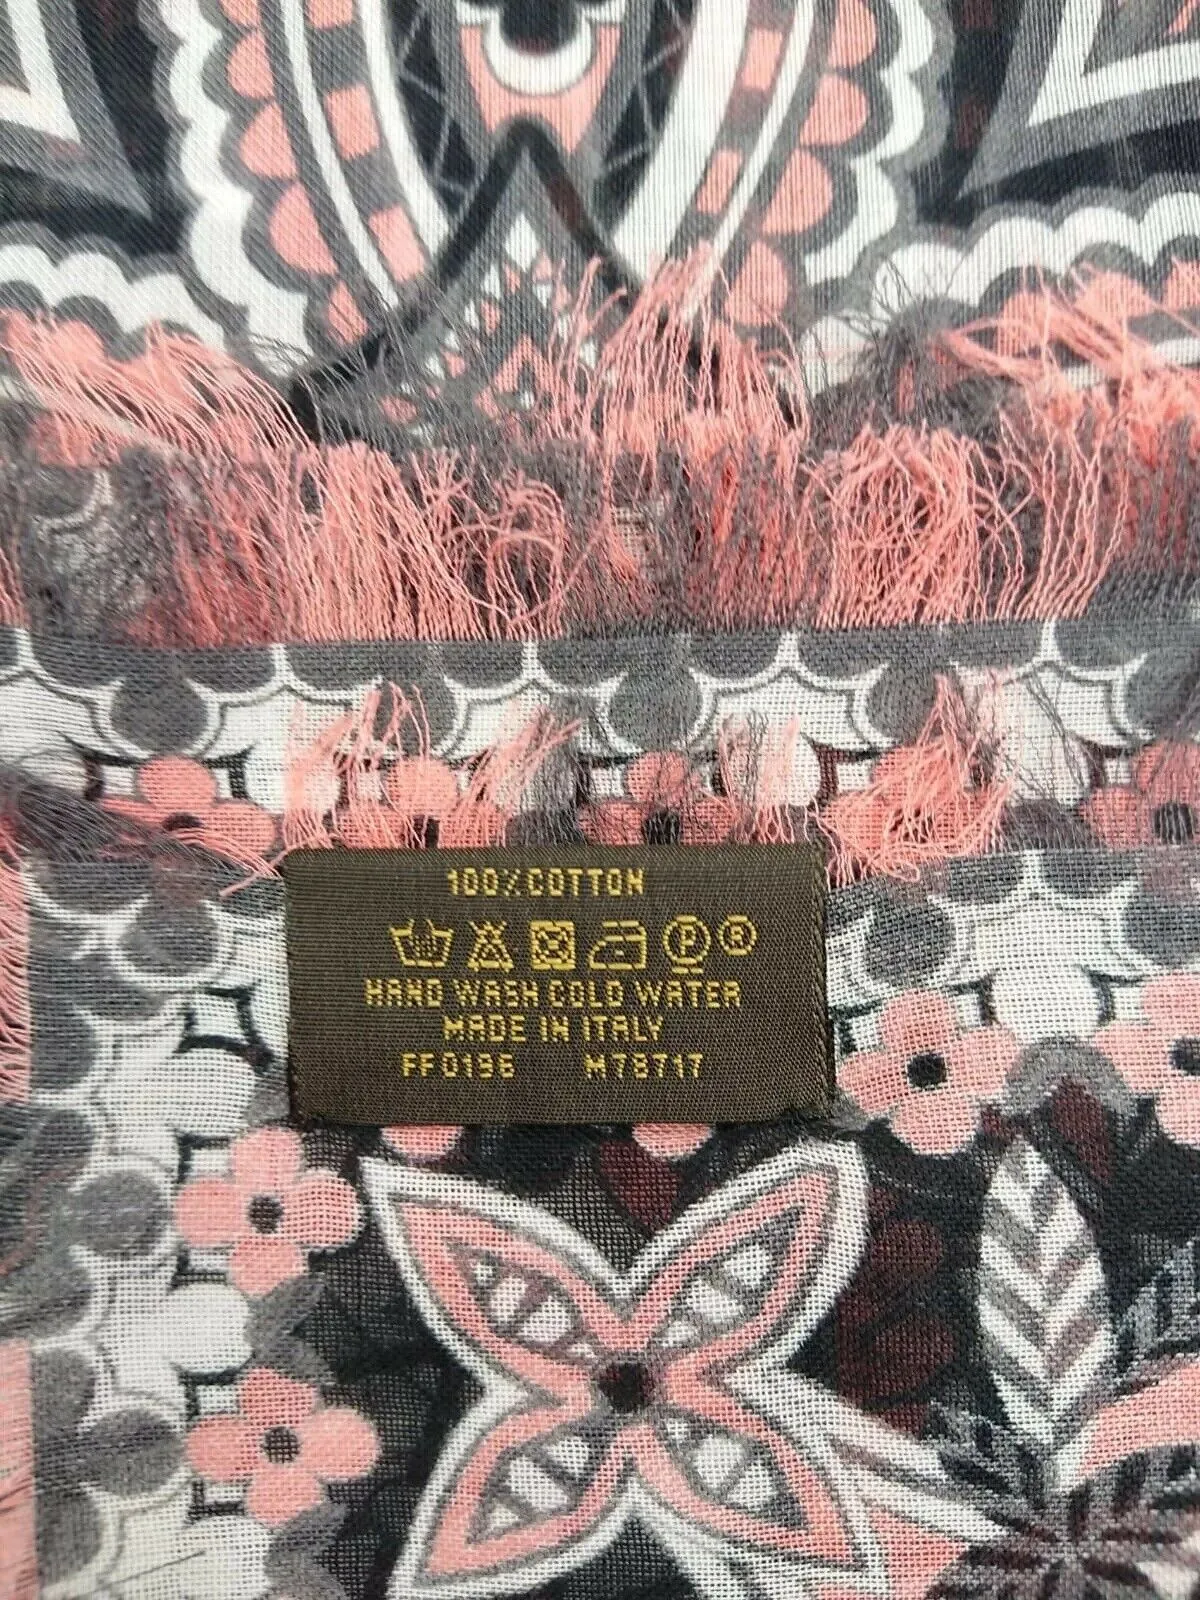 100% COTTON
P R
HAND WASH COLD WATER
MADE IN ITALY
FF0196 M78717